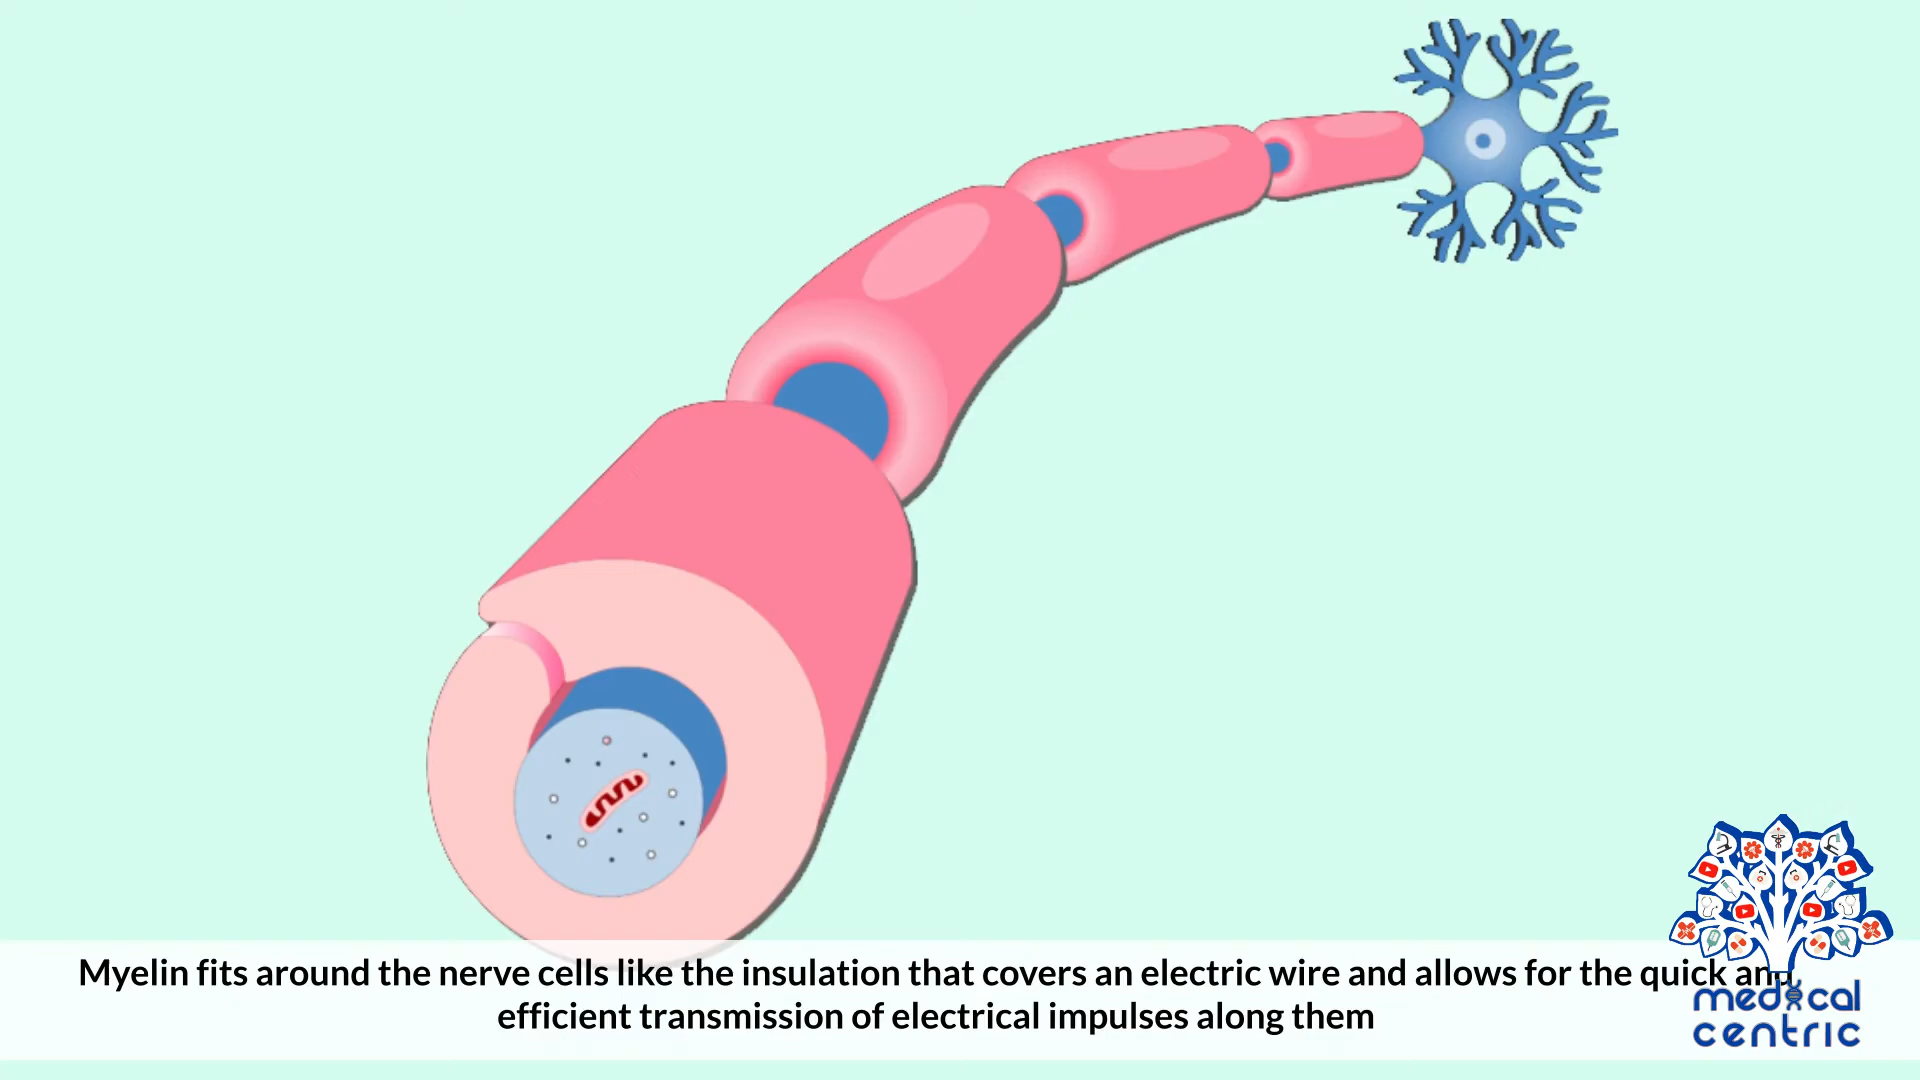 Myelin fits around the nerve cells like the insulation that covers an electric wire and allows for the quick and
efficient transmission of electrical impulses along them
medical
centric